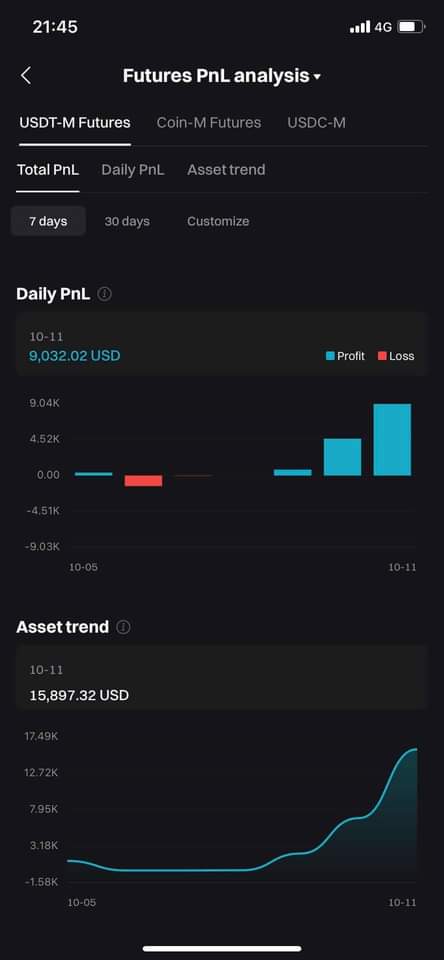 21:45
4G
Futures PnL analysis
USDT-M Futures Coin-M Futures USDC-M
Total PnL Daily PnL Asset trend
7 days 30 days Customize
Daily PnL
10-11
9,032.02 USD
Profit Loss
9.04K
4.52K
0.00
-4.51K
-9.03K
10-05 10-11
Asset trend
10-11
15,897.32 USD
17.49K
12.72K
7.95K
3.18K
-1.58K
10-05 10-11